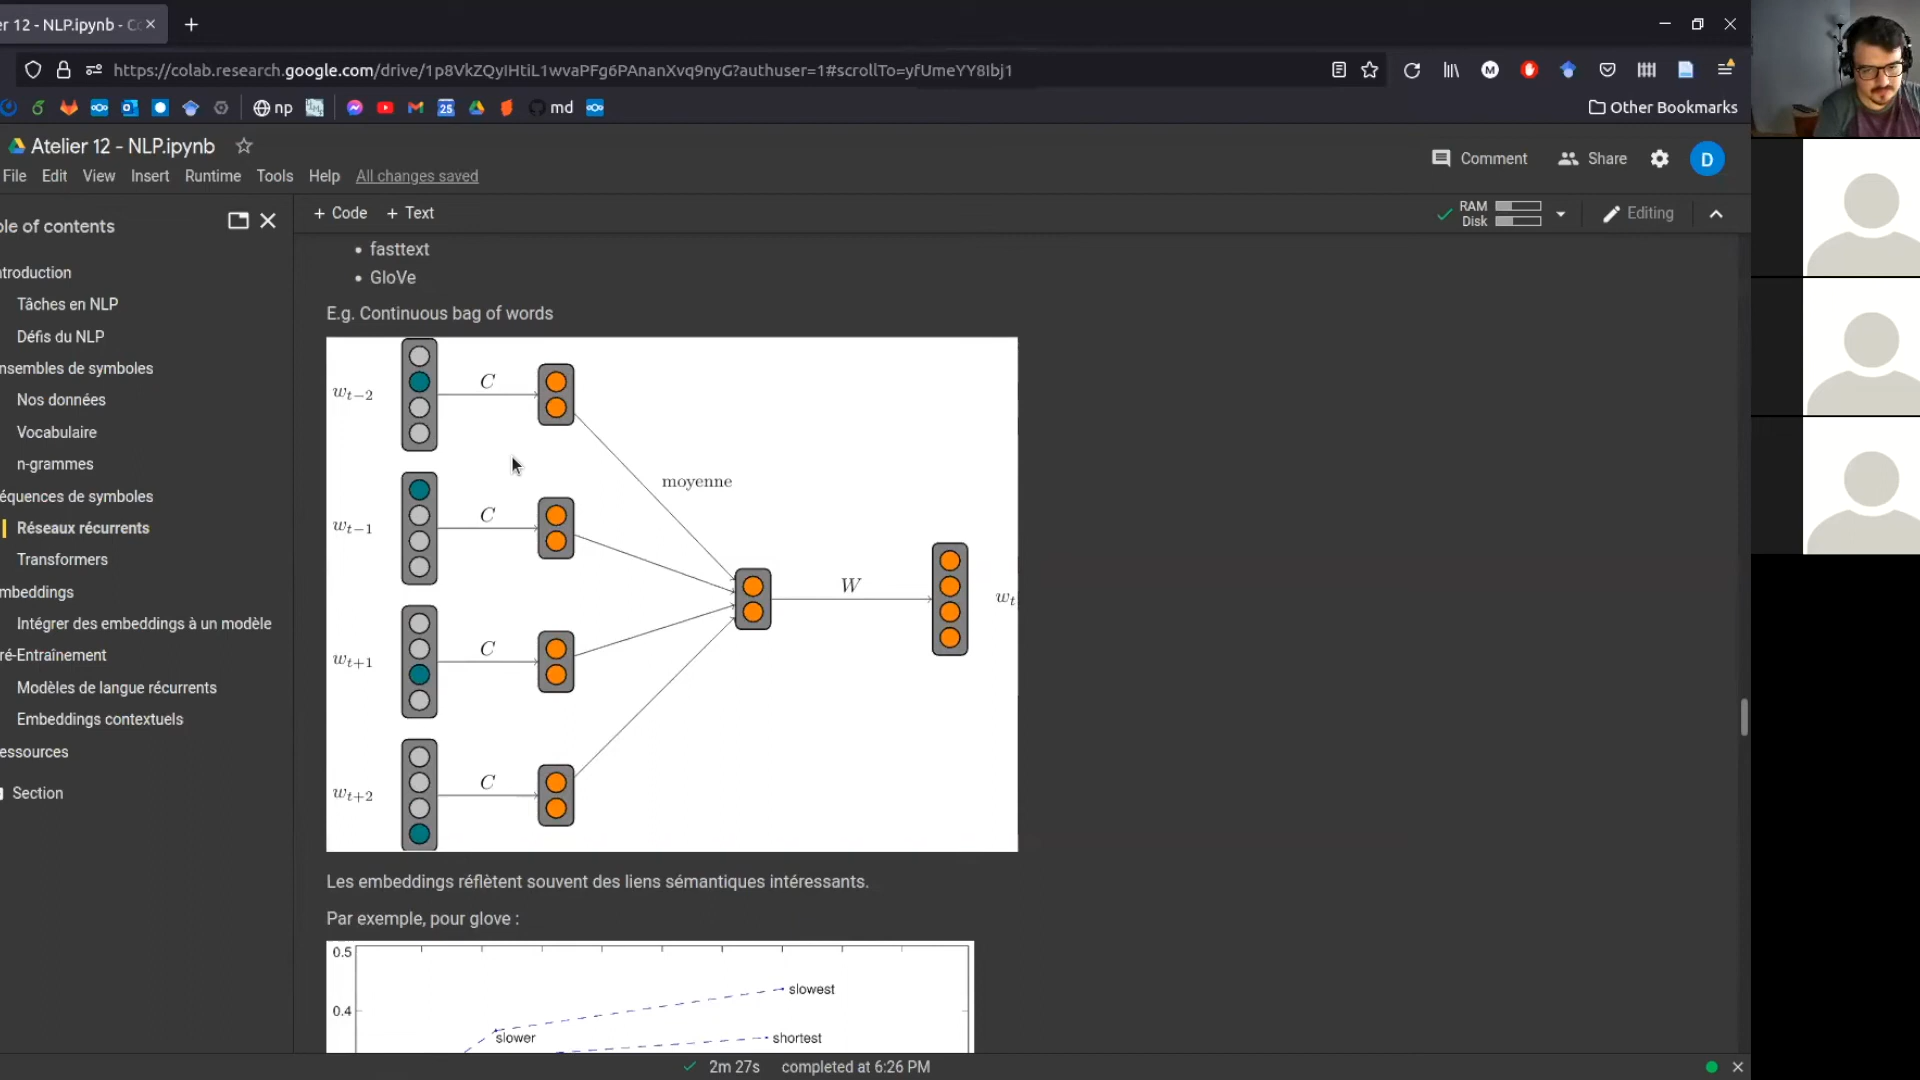 er 12 - NLP.ipynb - Co
https://colab.research.google.com/drive/1p8VkZQyIHtiL1wvaPFg6PAnanXvq9nyG?authuser=1#scrollTo=yfUmeYY8Ibj1
np
25
md
Other Bookmarks
Atelier 12 - NLP.ipynb
Comment
Share
D
File Edit View Insert Runtime Tools Help All changes saved
ble of contents
+ Code + Text
RAM
Disk
Editing
ntroduction
Tâches en NLP
Défis du NLP
nsembles de symboles
Nos données
Vocabulaire
n-grammes
équences de symboles
Réseaux récurrents
Transformers
mbeddings
Intégrer des embeddings à un modèle
ré-Entraînement
Modèles de langue récurrents
Embeddings contextuels
essources
Section
• fasttext
• GloVe
E.g. Continuous bag of words
w_{t-2} C
moyenne
w_{t-1} C
W
w_t
w_{t+1} C
w_{t+2} C
Les embeddings réflètent souvent des liens sémantiques intéressants.
Par exemple, pour glove :
0.5
slowest
0.4
slower
shortest
2m 27s completed at 6:26 PM